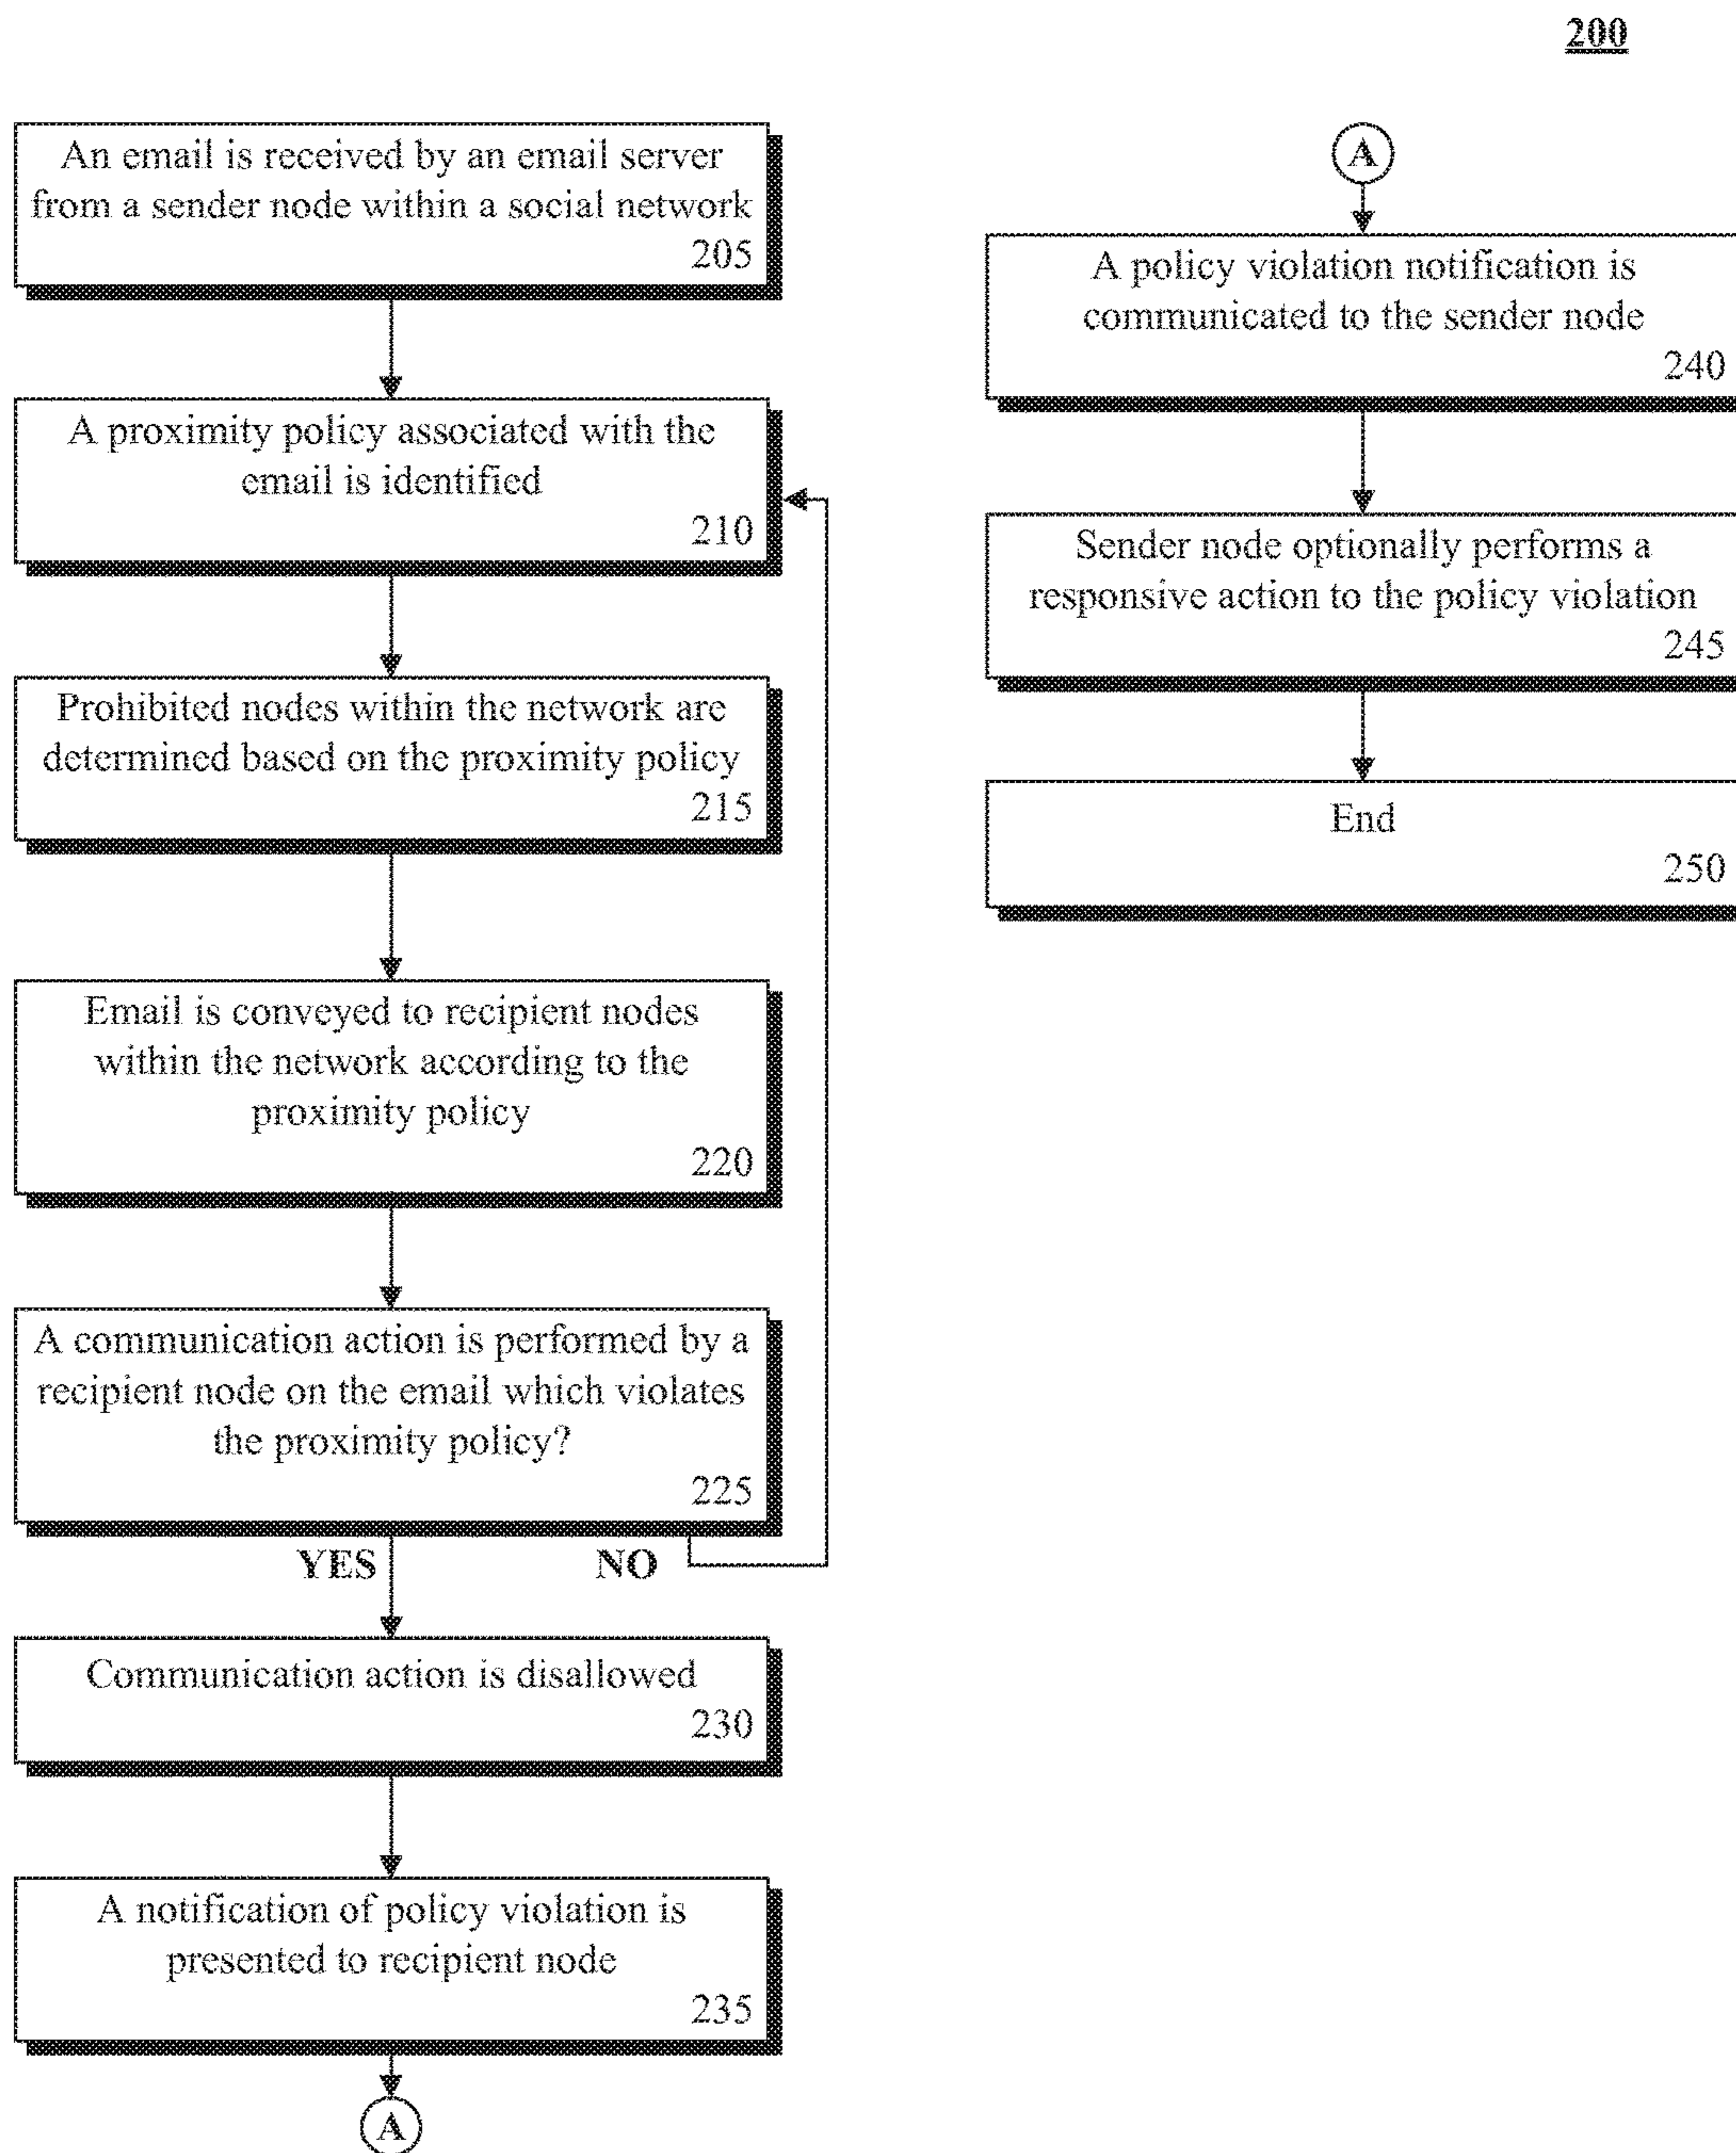 200
An email is received by an email server
from a sender node within a social network
205
A proximity policy associated with the
email is identified
210
Prohibited nodes within the network are
determined based on the proximity policy
215
Email is conveyed to recipient nodes
within the network according to the
proximity policy
220
A communication action is performed by a
recipient node on the email which violates
the proximity policy?
225
YES
NO
Communication action is disallowed
230
A notification of policy violation is
presented to recipient node
235
A
A
A policy violation notification is
communicated to the sender node
240
Sender node optionally performs a
responsive action to the policy violation
245
End
250